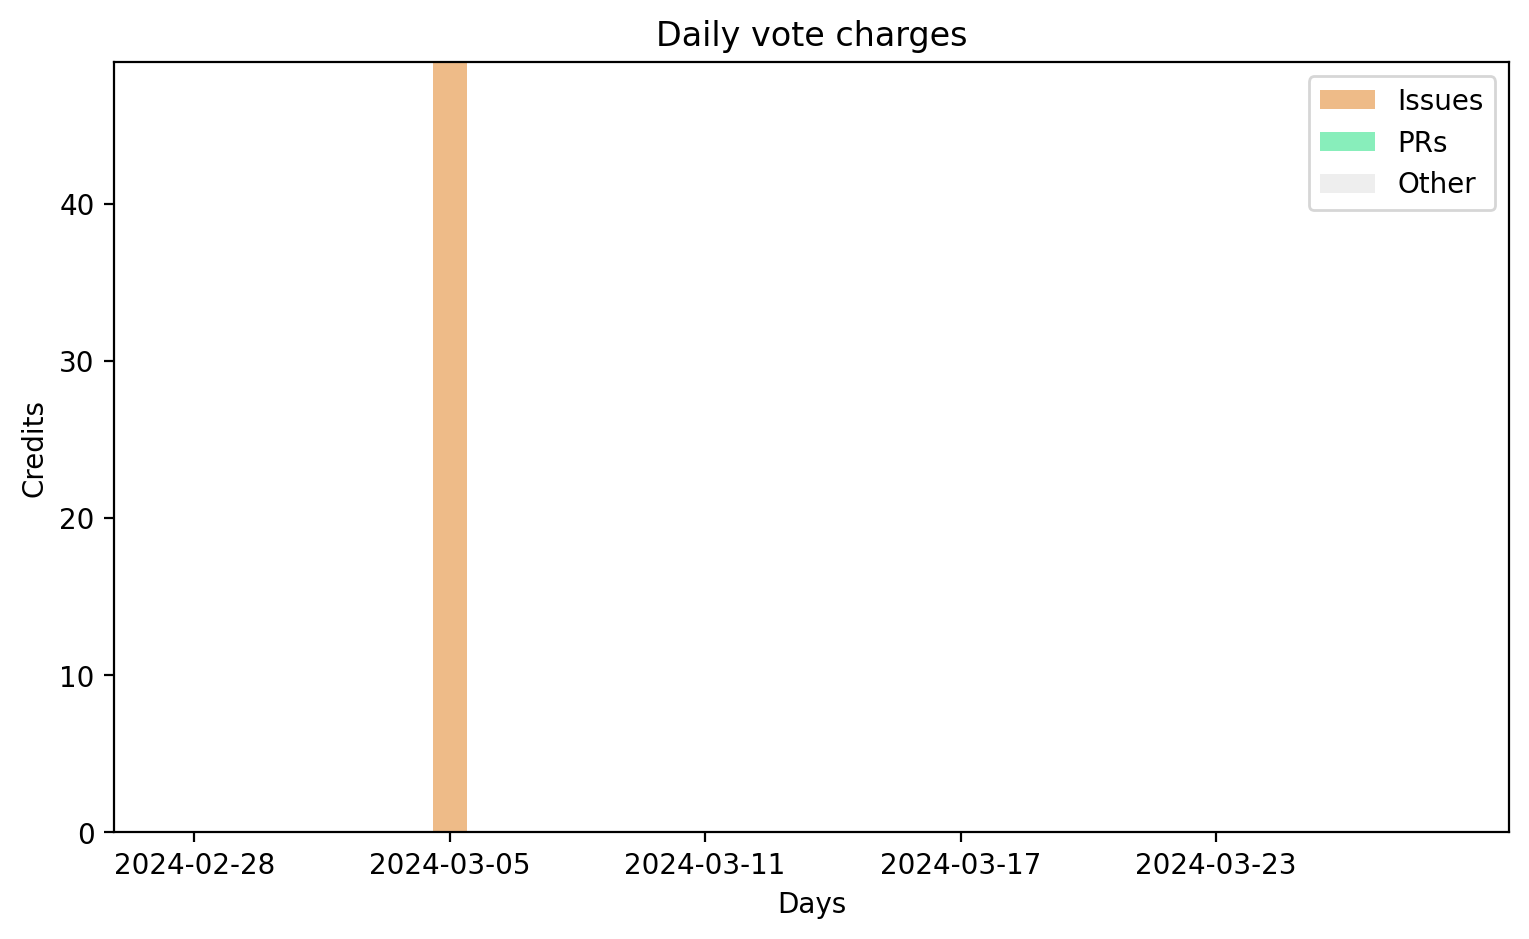 Daily vote charges
Issues
PRs
Other
40
30
20
10
0
Credits
2024-02-28
2024-03-05
2024-03-11
2024-03-17
2024-03-23
Days